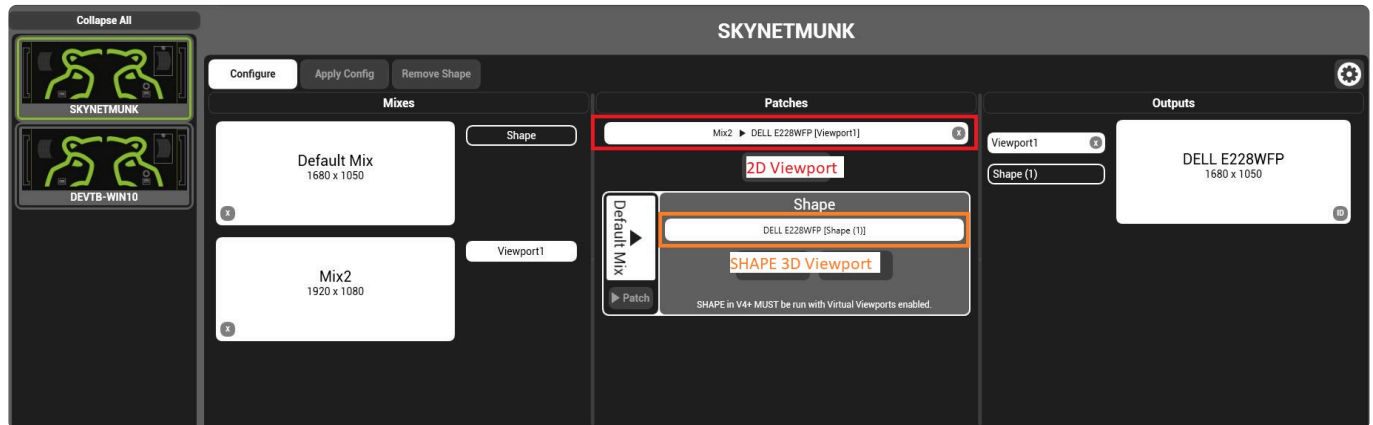 Collapse All
SKYNETMUNK
DEVTB-WIN10
SKYNETMUNK
Configure
Apply Config
Remove Shape
Mixes
Default Mix
1680 x 1050
X
Shape
Mix2
1920 x 1080
X
Viewport1
Patches
Mix2 ▶ DELL E228WFP [Viewport1]
X
2D Viewport
Default Mix
▶ Patch
Shape
DELL E228WFP [Shape (1)]
SHAPE 3D Viewport
SHAPE in V4+ MUST be run with Virtual Viewports enabled.
Outputs
Viewport1
X
Shape (1)
DELL E228WFP
1680 x 1050
ID